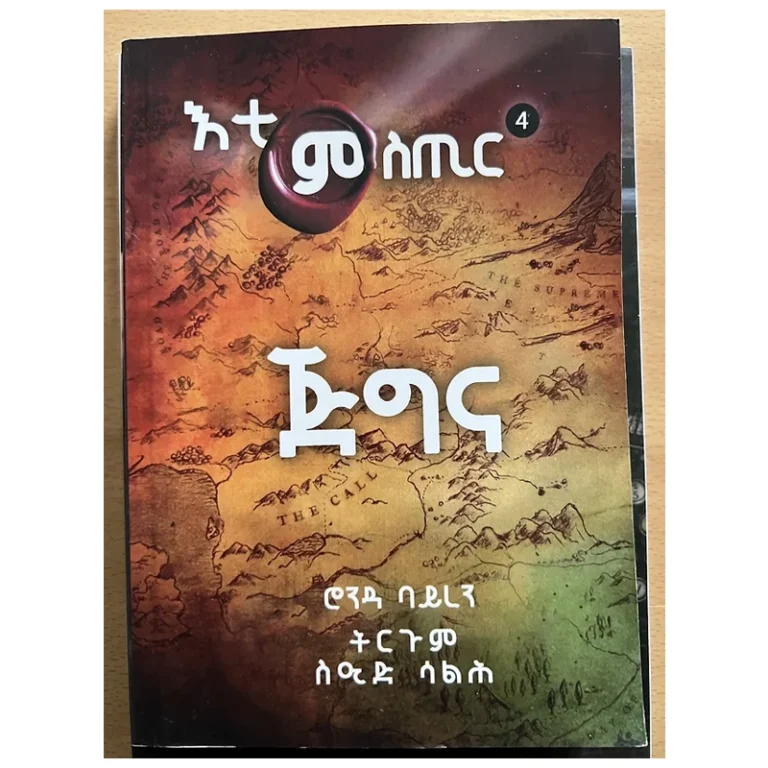 እቲ ምስጢር 4
THE SUPREME
ጅግና
THE CALL
ሮንዳ ባይረን
ትርጉም
ስዒድ ሳልሕ